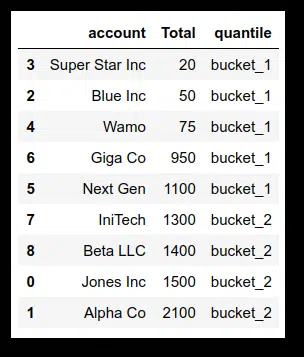 account Total quantile
3 Super Star Inc 20 bucket_1
2 Blue Inc 50 bucket_1
4 Wamo 75 bucket_1
6 Giga Co 950 bucket_1
5 Next Gen 1100 bucket_1
7 IniTech 1300 bucket_2
8 Beta LLC 1400 bucket_2
0 Jones Inc 1500 bucket_2
1 Alpha Co 2100 bucket_2